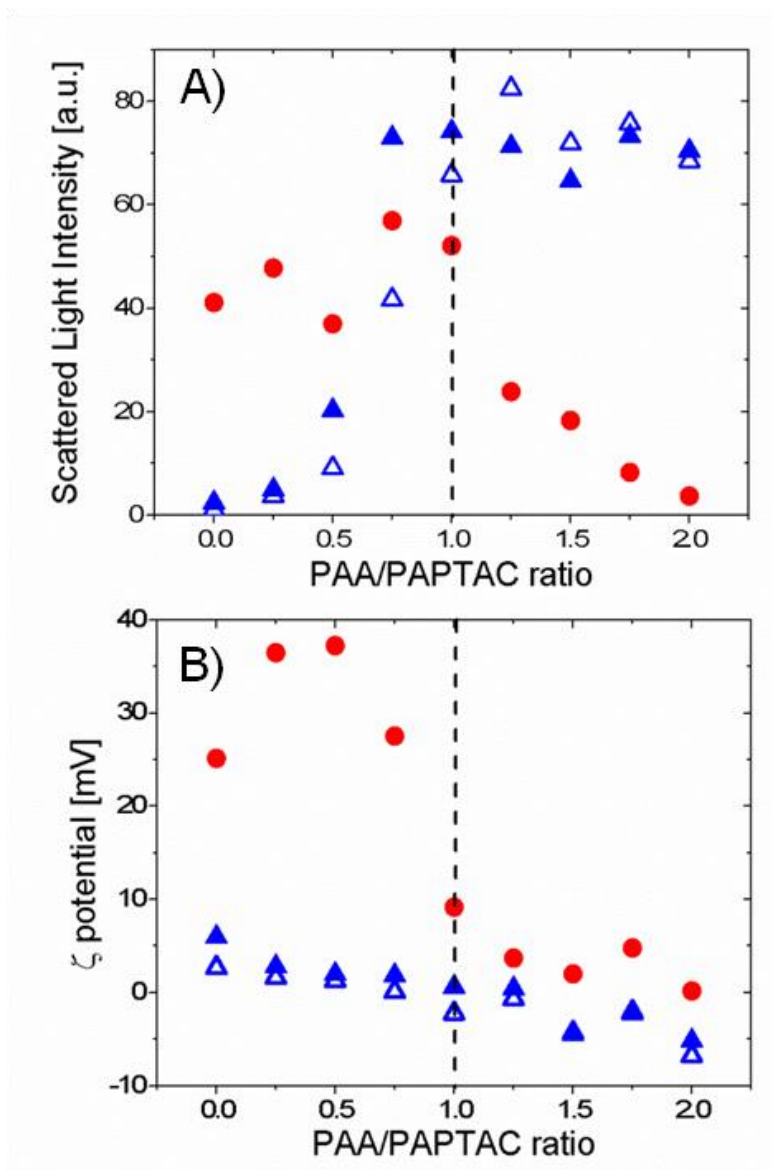 A)
Scattered Light Intensity [a.u.]
80
60
40
20
0
0.0 0.5 1.0 1.5 2.0
PAA/PAPTAC ratio
B)
ζ potential [mV]
40
30
20
10
0
-10
0.0 0.5 1.0 1.5 2.0
PAA/PAPTAC ratio